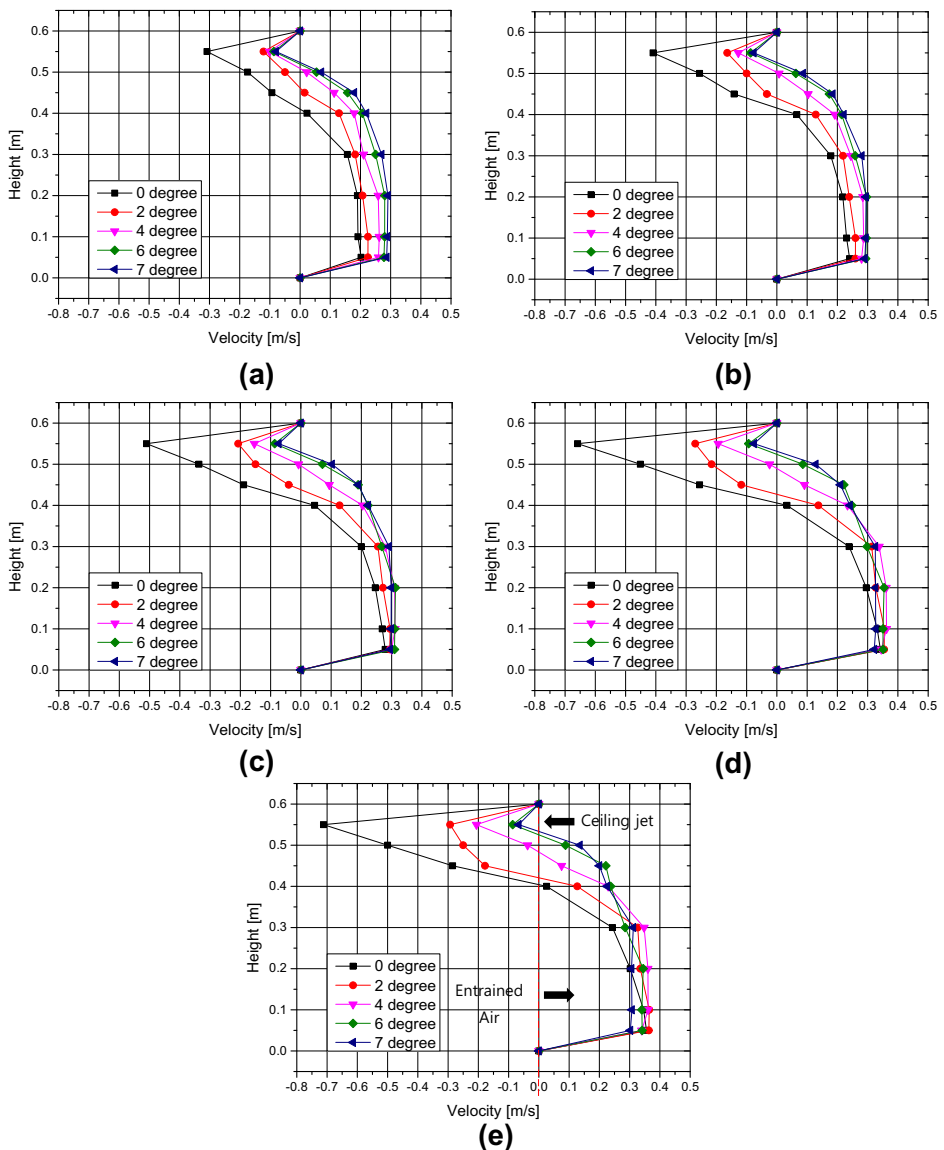 0.6
0.5
0.4
0.3
0.2
0.1
0.0
Height [m]
0 degree
2 degree
4 degree
6 degree
7 degree
-0.8 -0.7 -0.6 -0.5 -0.4 -0.3 -0.2 -0.1 0.0 0.1 0.2 0.3 0.4 0.5
Velocity [m/s]
(a)
0.6
0.5
0.4
0.3
0.2
0.1
0.0
Height [m]
0 degree
2 degree
4 degree
6 degree
7 degree
-0.8 -0.7 -0.6 -0.5 -0.4 -0.3 -0.2 -0.1 0.0 0.1 0.2 0.3 0.4 0.5
Velocity [m/s]
(b)
0.6
0.5
0.4
0.3
0.2
0.1
0.0
Height [m]
0 degree
2 degree
4 degree
6 degree
7 degree
-0.8 -0.7 -0.6 -0.5 -0.4 -0.3 -0.2 -0.1 0.0 0.1 0.2 0.3 0.4 0.5
Velocity [m/s]
(c)
0.6
0.5
0.4
0.3
0.2
0.1
0.0
Height [m]
0 degree
2 degree
4 degree
6 degree
7 degree
-0.8 -0.7 -0.6 -0.5 -0.4 -0.3 -0.2 -0.1 0.0 0.1 0.2 0.3 0.4 0.5
Velocity [m/s]
(d)
0.6
0.5
0.4
0.3
0.2
0.1
0.0
Height [m]
Ceiling jet
Entrained
Air
0 degree
2 degree
4 degree
6 degree
7 degree
-0.8 -0.7 -0.6 -0.5 -0.4 -0.3 -0.2 -0.1 0.0 0.1 0.2 0.3 0.4 0.5
Velocity [m/s]
(e)